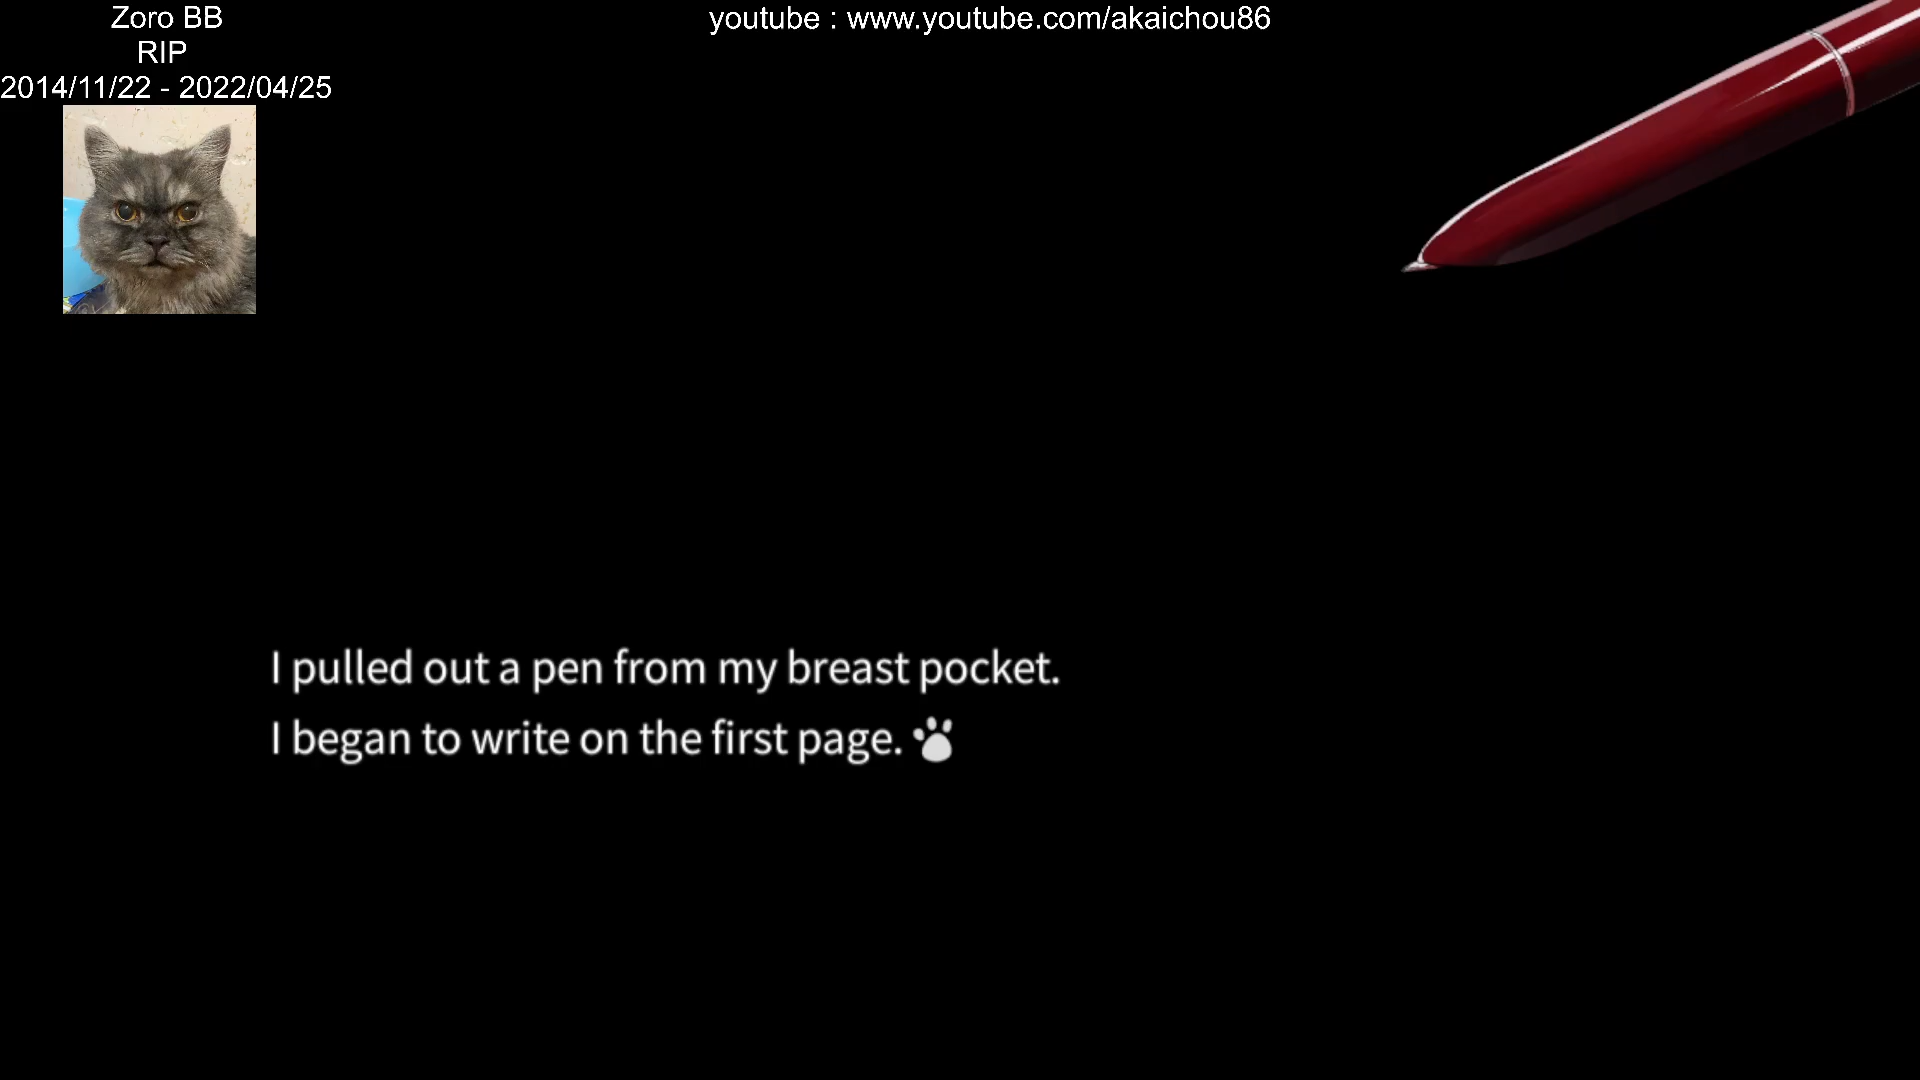 Zoro BB
RIP
2014/11/22 - 2022/04/25
youtube : www.youtube.com/akaichou86
I pulled out a pen from my breast pocket.
I began to write on the first page.